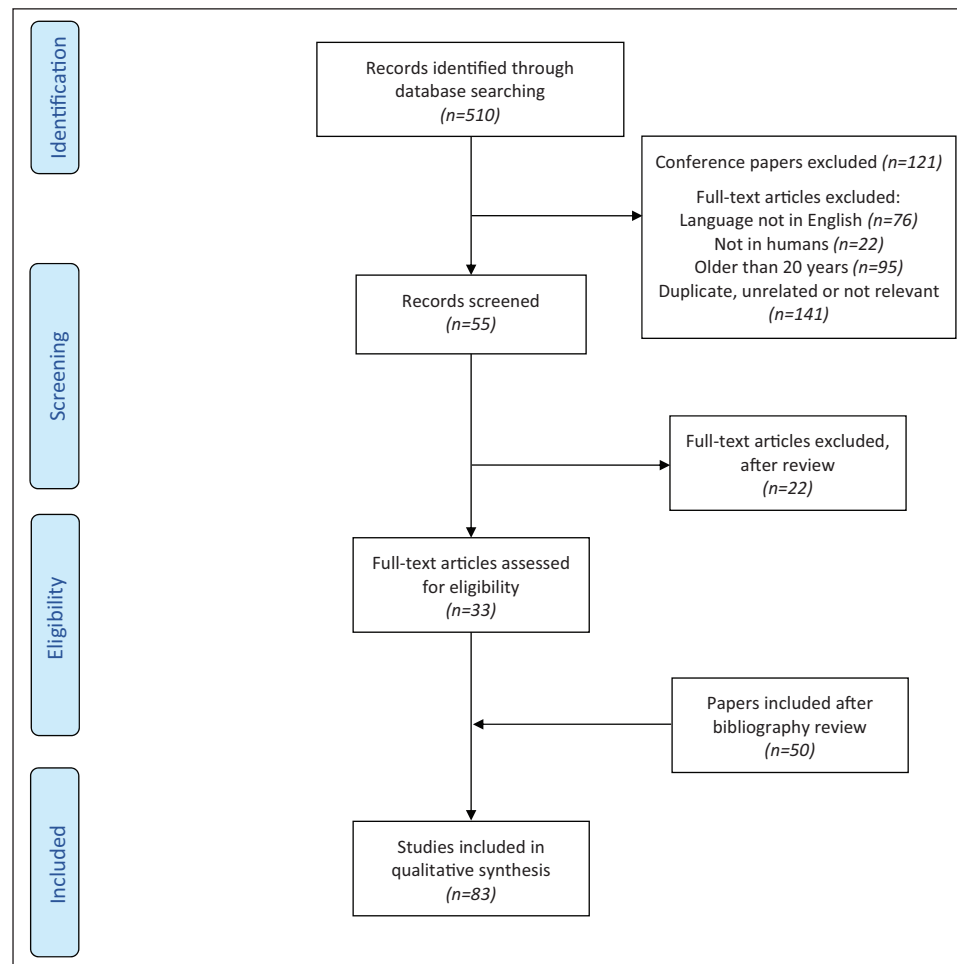 Identification
Records identified through
database searching
(n=510)
Conference papers excluded (n=121)
Full-text articles excluded:
Language not in English (n=76)
Not in humans (n=22)
Older than 20 years (n=95)
Duplicate, unrelated or not relevant
(n=141)
Screening
Records screened
(n=55)
Full-text articles excluded,
after review
(n=22)
Eligibility
Full-text articles assessed
for eligibility
(n=33)
Papers included after
bibliography review
(n=50)
Included
Studies included in
qualitative synthesis
(n=83)